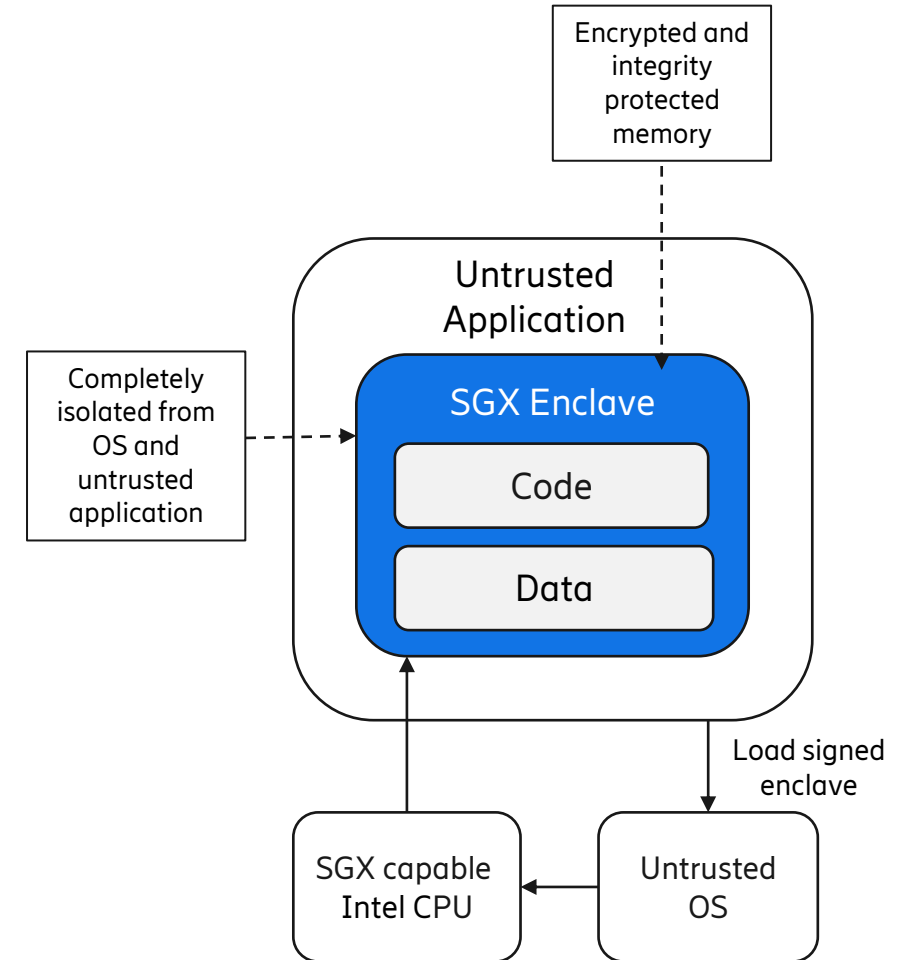 Encrypted and
integrity
protected
memory
Untrusted
Application
Completely
isolated from
OS and
untrusted
application
SGX Enclave
Code
Data
Load signed
enclave
SGX capable
Intel CPU
Untrusted
OS